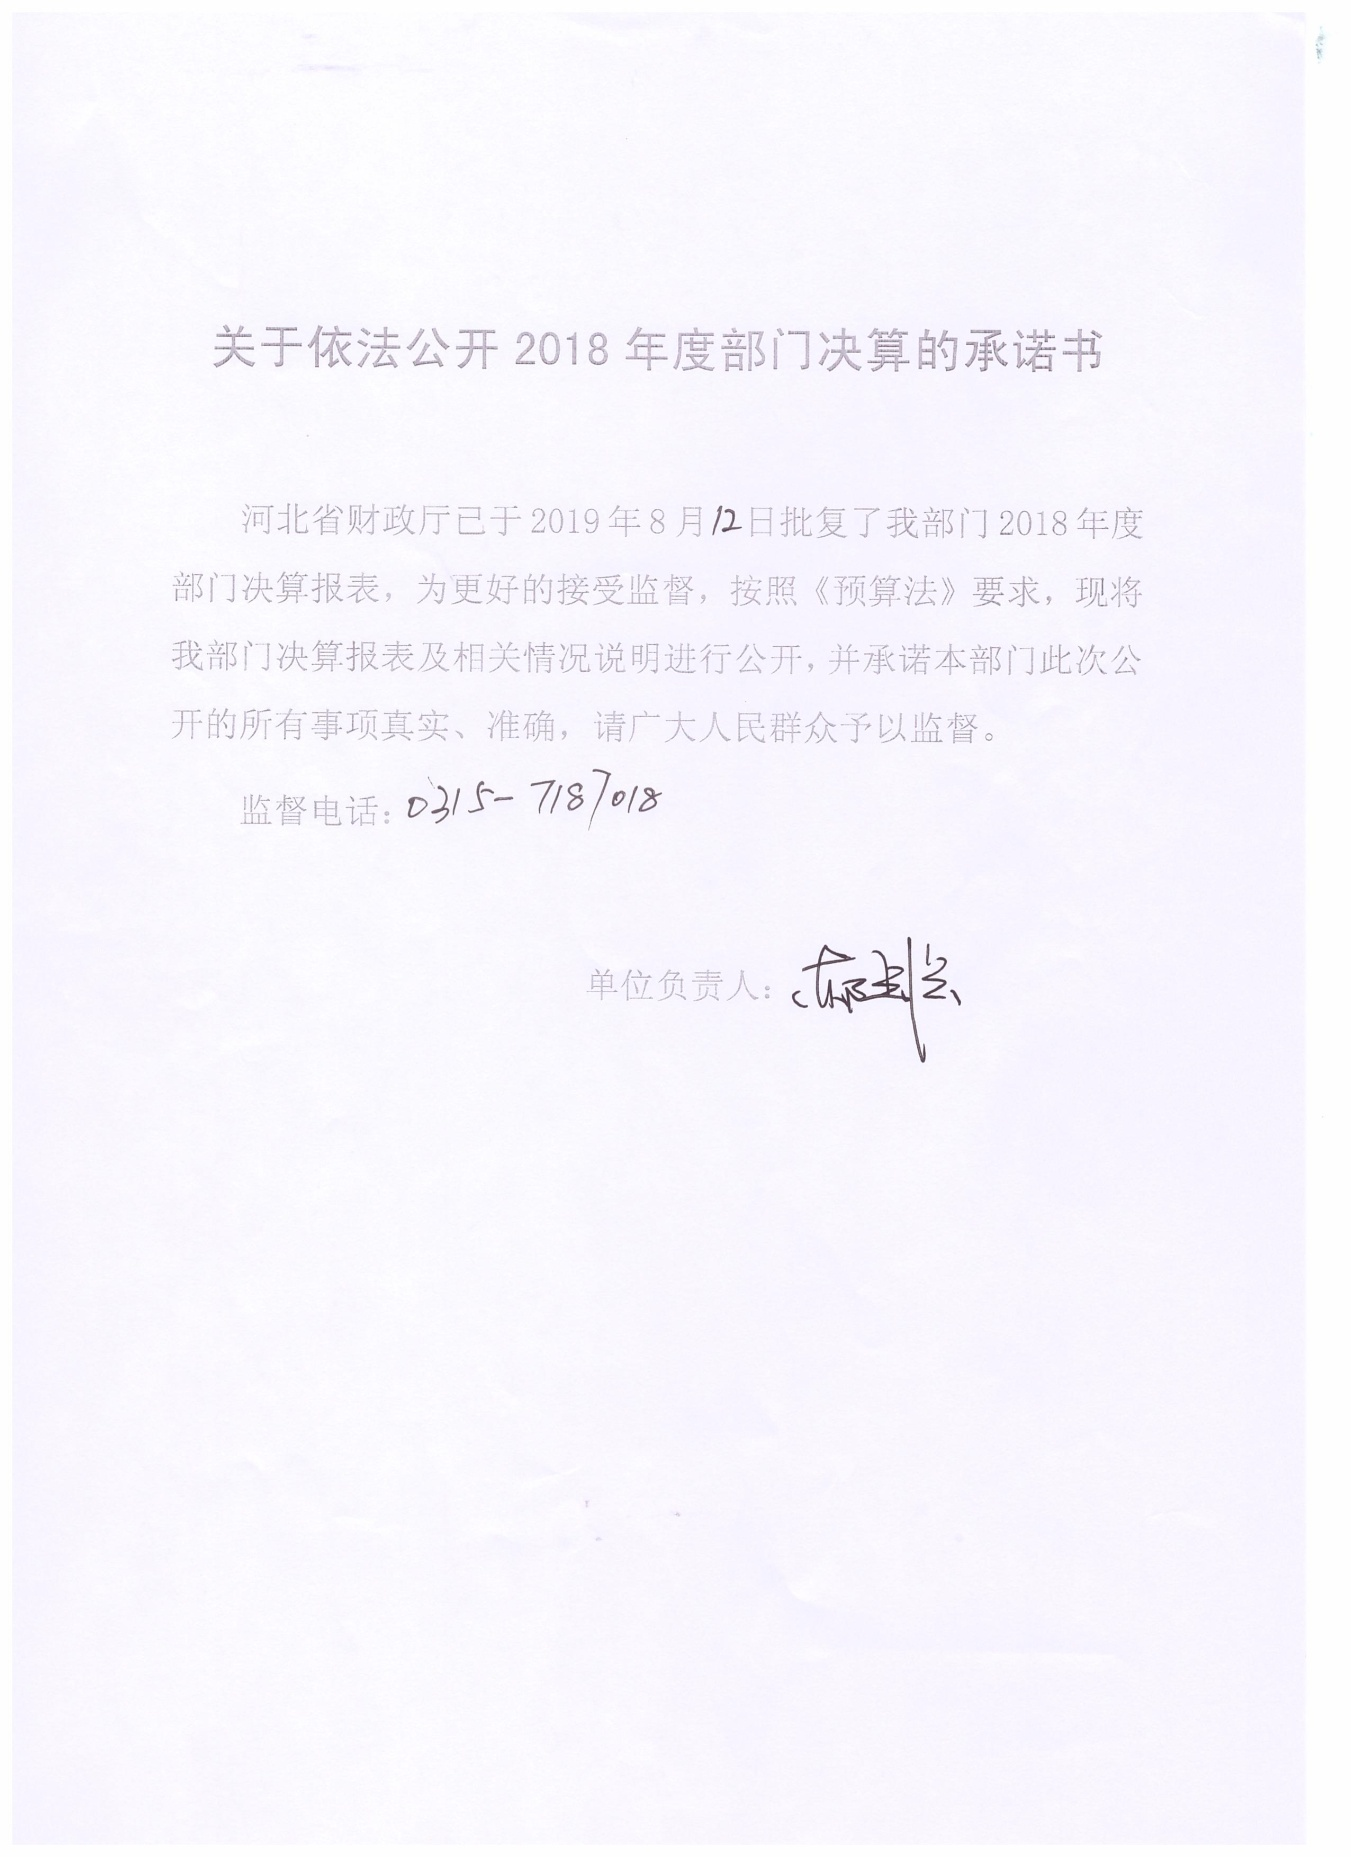 关于依法公开 2018 年度部门决算的承诺书
河北省财政厅已于 2019 年 8 月 12 日批复了我部门 2018 年度
部门决算报表，为更好的接受监督，按照《预算法》要求，现将
我部门决算报表及相关情况说明进行公开，并承诺本部门此次公
开的所有事项真实、准确，请广大人民群众予以监督。
监督电话：0315-7187018
单位负责人：